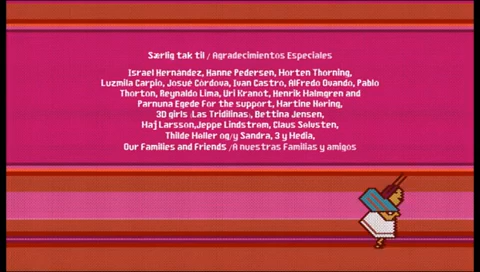 Særlig tak til / Agradecimientos Especiales
Israel Hernández, Hanne Pedersen, Morten Thorning,
Luzmila Carpio, Josué Córdova, Ivan Castro, Alfredo Ovando, Pablo
Thorton, Reynaldo Lima, Uri Kranot, Henrik Malmgren and
Parnuna Egede For the support, Martine Høring,
3D girls (Las Tridilinas), Bettina Jensen,
Maj Larsson,Jeppe Lindstrøm, Claus Sølvsten,
Thilde Møller og/y Sandra, 3 y Media,
Our Families and Friends /A nuestras Familias y amigos